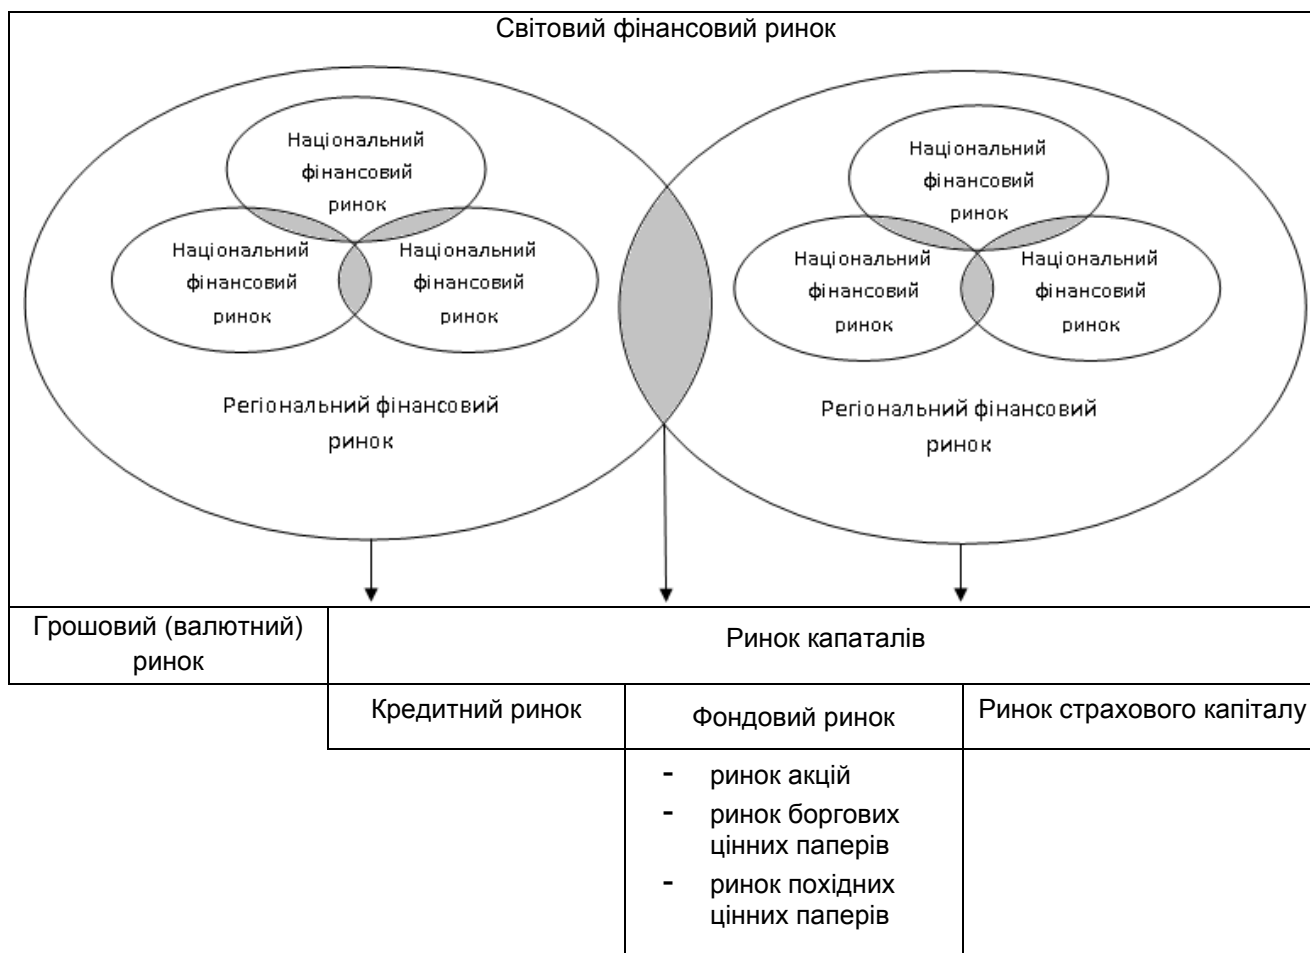 Світовий фінансовий ринок
Національний
фінансовий
ринок
Національний
фінансовий
ринок
Національний
фінансовий
ринок
Регіональний фінансовий
ринок
Національний
фінансовий
ринок
Національний
фінансовий
ринок
Національний
фінансовий
ринок
Регіональний фінансовий
ринок
Грошовий (валютний)
ринок
Ринок капаталів
Кредитний ринок
Фондовий ринок
Ринок страхового капіталу
- ринок акцій
- ринок боргових
цінних паперів
- ринок похідних
цінних паперів